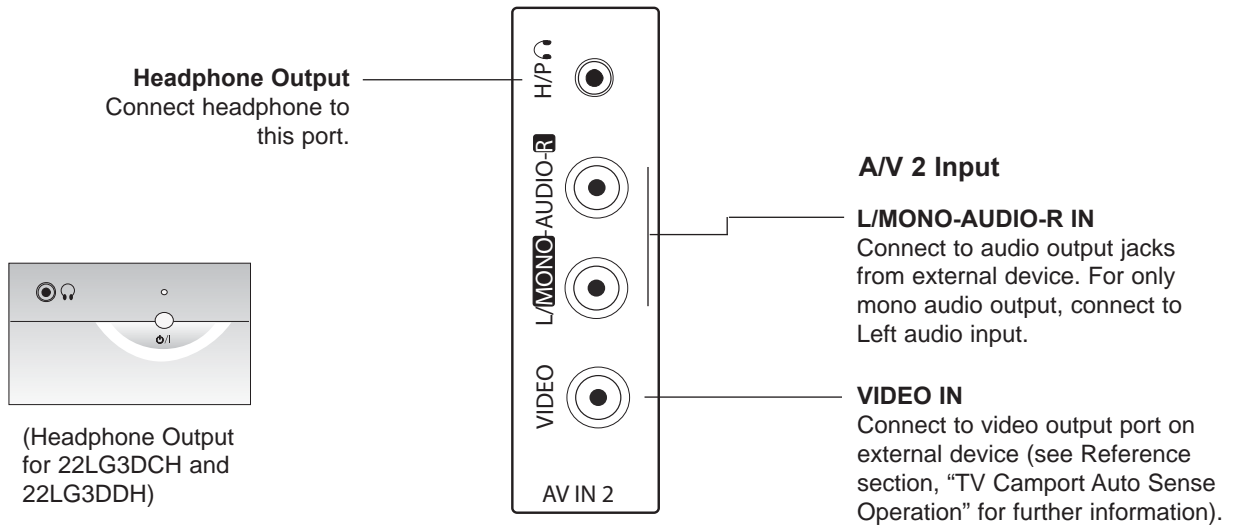 Headphone Output
Connect headphone to
this port.
H/P
L/MONO-AUDIO-R
VIDEO
AV IN 2
A/V 2 Input
L/MONO-AUDIO-R IN
Connect to audio output jacks
from external device. For only
mono audio output, connect to
Left audio input.
VIDEO IN
Connect to video output port on
external device (see Reference
section, “TV Camport Auto Sense
Operation” for further information).
⏻/I
(Headphone Output
for 22LG3DCH and
22LG3DDH)